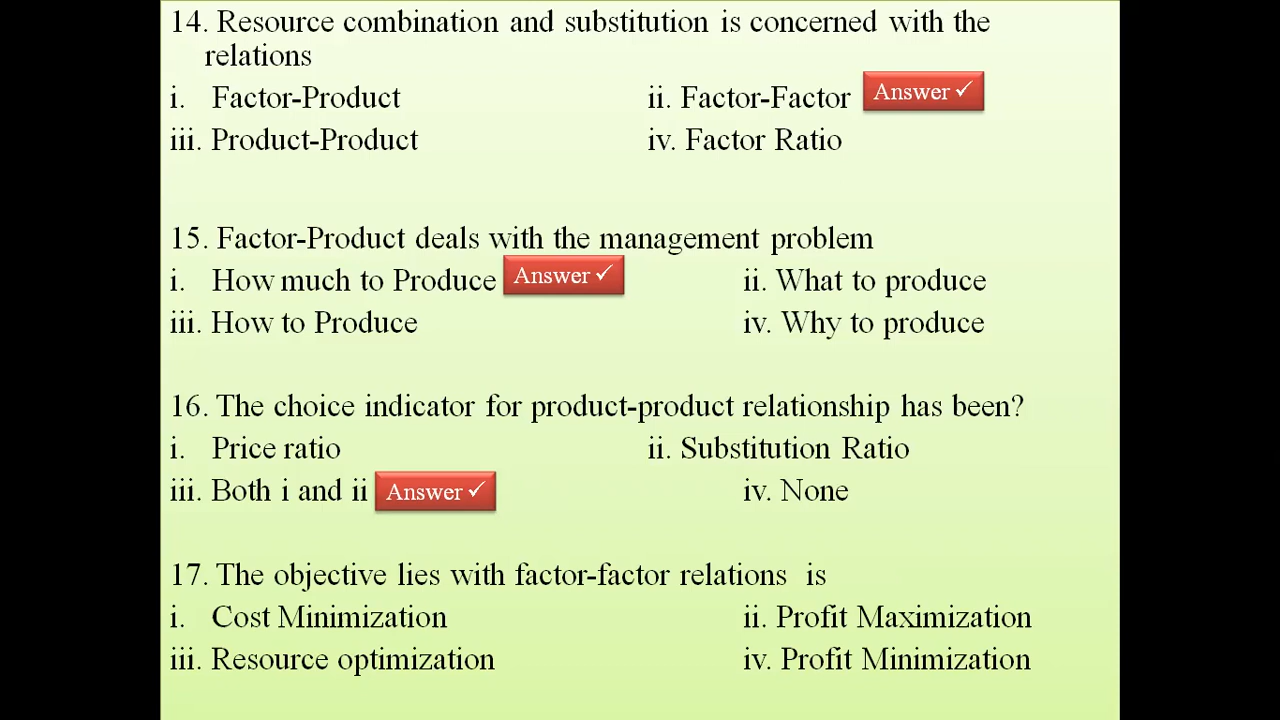 14. Resource combination and substitution is concerned with the
relations
i. Factor-Product ii. Factor-Factor Answer ✓
iii. Product-Product iv. Factor Ratio
15. Factor-Product deals with the management problem
i. How much to Produce Answer ✓ ii. What to produce
iii. How to Produce iv. Why to produce
16. The choice indicator for product-product relationship has been?
i. Price ratio ii. Substitution Ratio
iii. Both i and ii Answer ✓ iv. None
17. The objective lies with factor-factor relations is
i. Cost Minimization ii. Profit Maximization
iii. Resource optimization iv. Profit Minimization